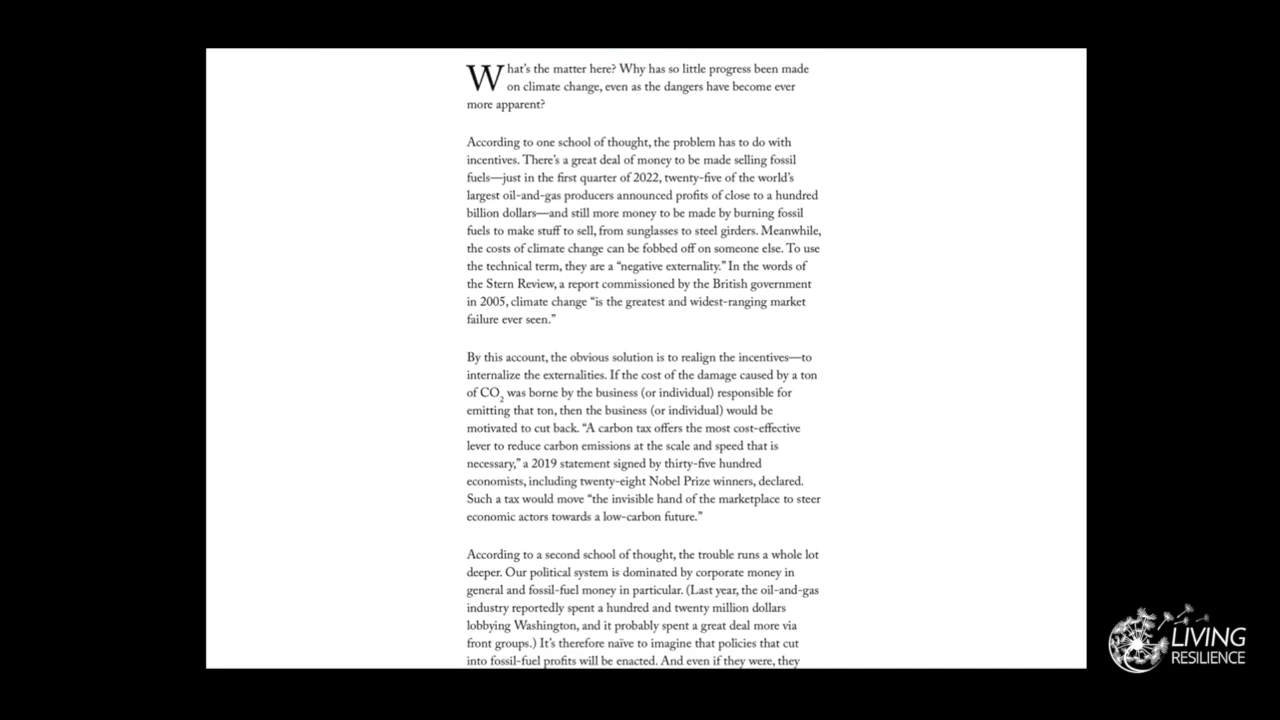 What's the matter here? Why has so little progress been made
on climate change, even as the dangers have become ever
more apparent?
According to one school of thought, the problem has to do with
incentives. There's a great deal of money to be made selling fossil
fuels—just in the first quarter of 2022, twenty-five of the world's
largest oil-and-gas producers announced profits of close to a hundred
billion dollars—and still more money to be made by burning fossil
fuels to make stuff to sell, from sunglasses to steel girders. Meanwhile,
the costs of climate change can be fobbed off on someone else. To use
the technical term, they are a “negative externality.” In the words of
the Stern Review, a report commissioned by the British government
in 2005, climate change “is the greatest and widest-ranging market
failure ever seen.”
By this account, the obvious solution is to realign the incentives—to
internalize the externalities. If the cost of the damage caused by a ton
of CO₂ was borne by the business (or individual) responsible for
emitting that ton, then the business (or individual) would be
motivated to cut back. “A carbon tax offers the most cost-effective
lever to reduce carbon emissions at the scale and speed that is
necessary,” a 2019 statement signed by thirty-five hundred
economists, including twenty-eight Nobel Prize winners, declared.
Such a tax would move “the invisible hand of the marketplace to steer
economic actors towards a low-carbon future.”
According to a second school of thought, the trouble runs a whole lot
deeper. Our political system is dominated by corporate money in
general and fossil-fuel money in particular. (Last year, the oil-and-gas
industry reportedly spent a hundred and twenty million dollars
lobbying Washington, and it probably spent a great deal more via
front groups.) It's therefore naïve to imagine that policies that cut
into fossil-fuel profits will be enacted. And even if they were, they
LIVING
RESILIENCE